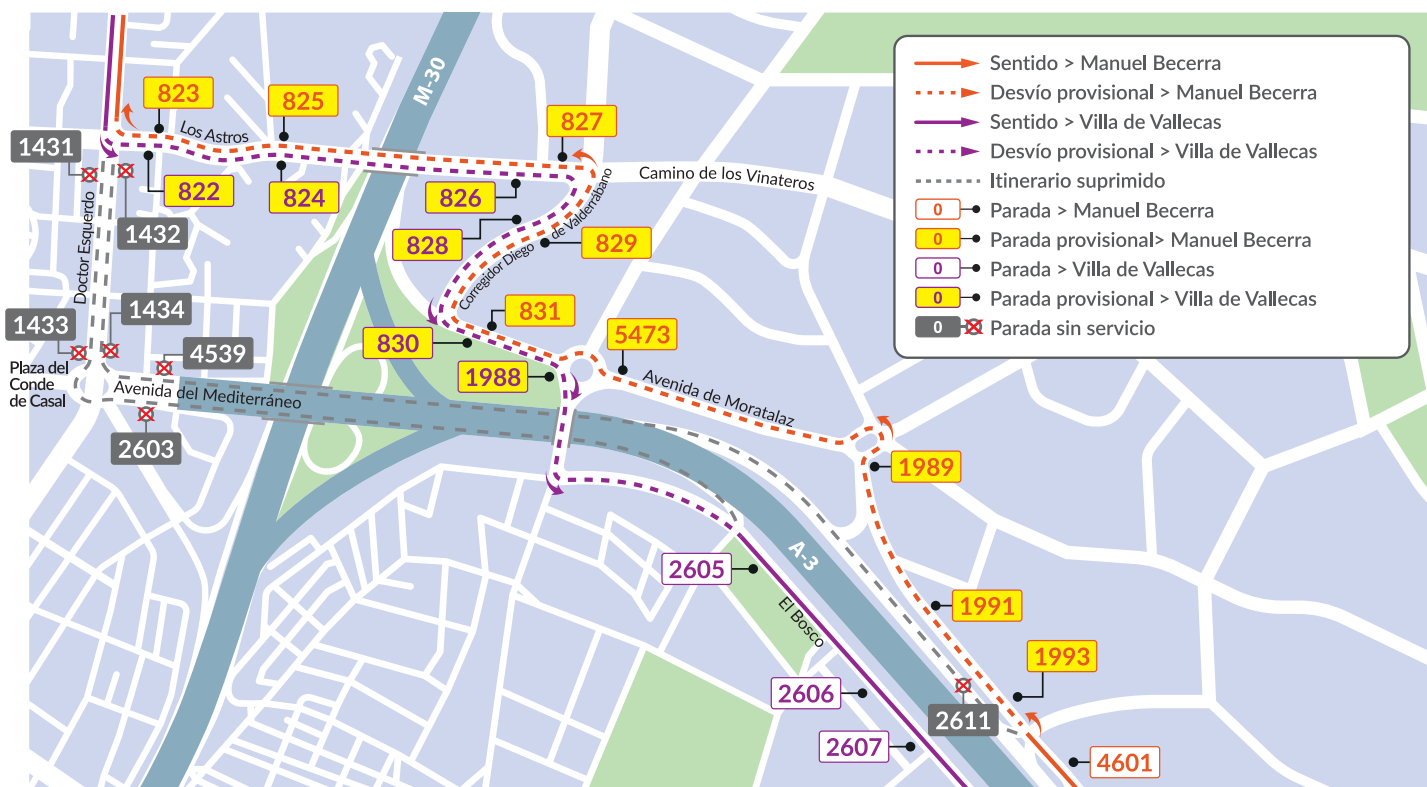 M-30
823
825
Los Astros
827
1431
822
824
826
Camino de los Vinateros
1432
828
829
Corregidor Diego de Valderrábano
Doctor Esquerdo
1434
1433
4539
831
830
5473
1988
Plaza del
Conde
de Casal
Avenida del Mediterráneo
Avenida de Moratalaz
2603
1989
A-3
2605
El Bosco
1991
1993
2606
2611
2607
4601
Sentido > Manuel Becerra
Desvío provisional > Manuel Becerra
Sentido > Villa de Vallecas
Desvío provisional > Villa de Vallecas
Itinerario suprimido
0 Parada > Manuel Becerra
0 Parada provisional> Manuel Becerra
0 Parada > Villa de Vallecas
0 Parada provisional > Villa de Vallecas
0 Parada sin servicio